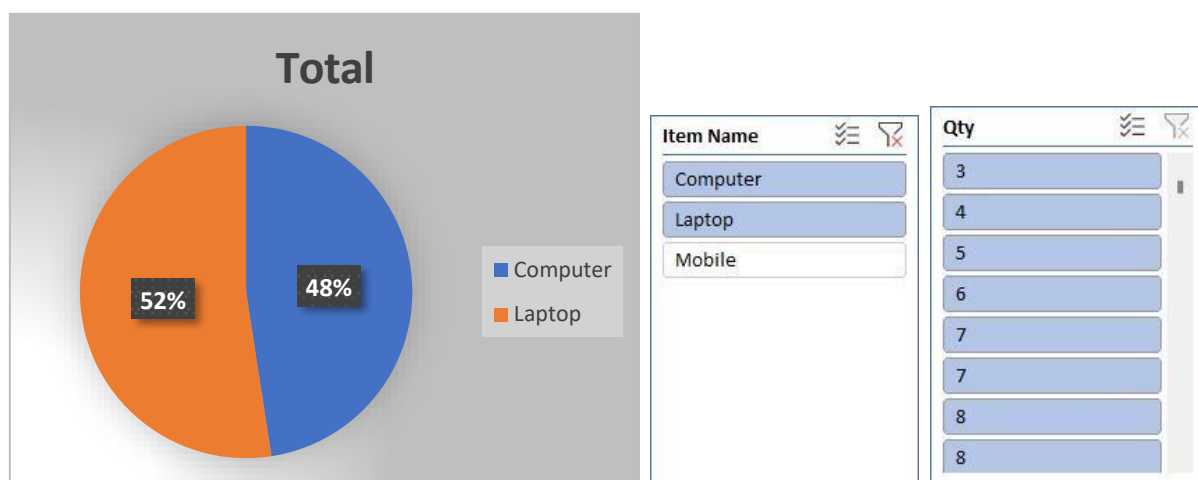 Total
52%
48%
Computer
Laptop
Item Name
Computer
Laptop
Mobile
Qty
3
4
5
6
7
7
8
8